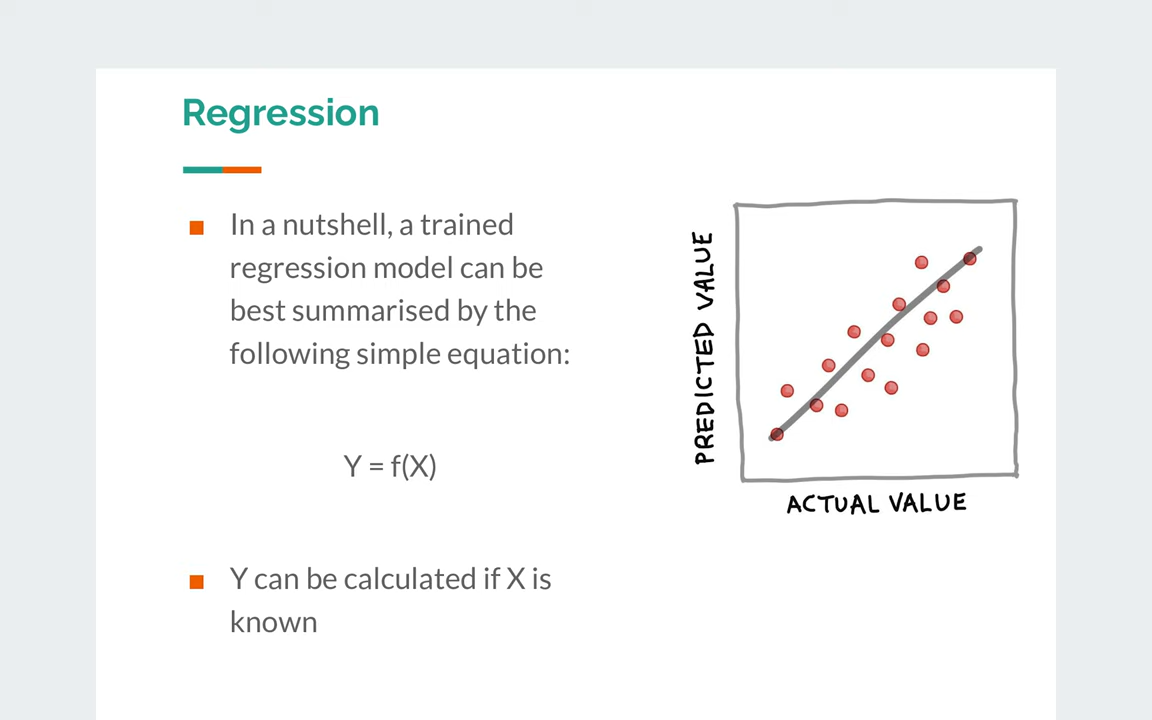 Regression
In a nutshell, a trained
regression model can be
best summarised by the
following simple equation:
Y = f(X)
Y can be calculated if X is
known
PREDICTED VALUE
ACTUAL VALUE